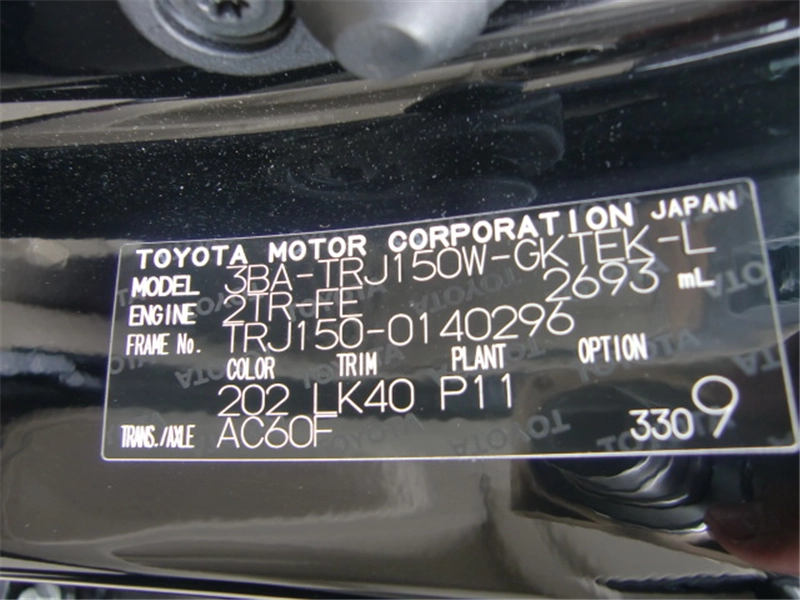 TOYOTA MOTOR CORPORATION JAPAN
MODEL 3BA-TRJ150W-GKTEK-L
ENGINE 2TR-FE 2693 mL
FRAME No. TRJ150-0140296
COLOR TRIM PLANT OPTION
202 LK40 P11
TRANS./AXLE AC60F 3309